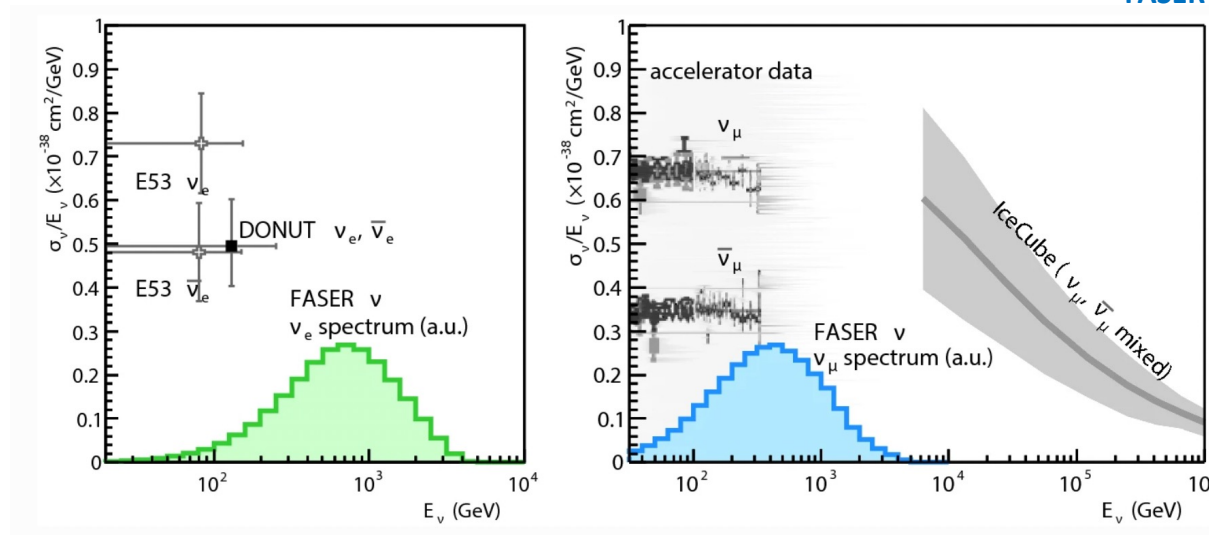 FASER
1
0.9
0.8
0.7
0.6
0.5
0.4
0.3
0.2
0.1
0
σν/Eν (×10⁻³⁸ cm²/GeV)
E53 νe
DONUT νe, ν̅e
E53 ν̅e
FASER ν
νe spectrum (a.u.)
10² 10³ 10⁴
Eν (GeV)
1
0.9
0.8
0.7
0.6
0.5
0.4
0.3
0.2
0.1
0
σν/Eν (×10⁻³⁸ cm²/GeV)
accelerator data
νμ
ν̅μ
FASER ν
νμ spectrum (a.u.)
IceCube (νμ, ν̅μ mixed)
10² 10³ 10⁴ 10⁵ 10
Eν (GeV)